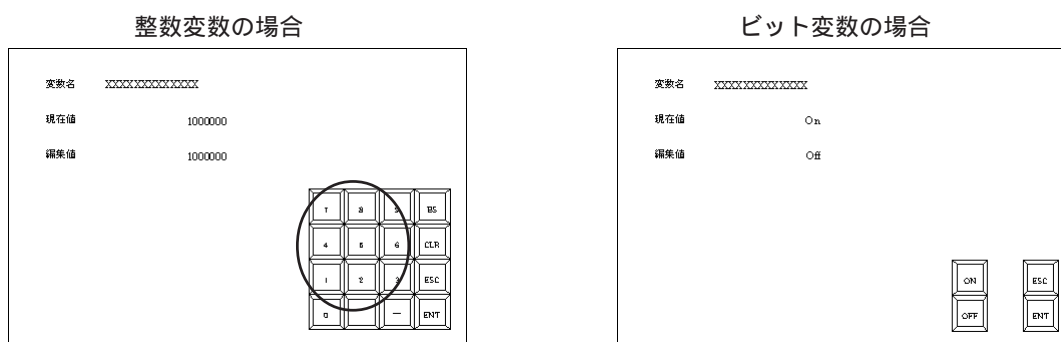 整数変数の場合
変数名 XXXXXXXXXXXXX
現在値 1000000
編集値 1000000
7 8 9 BS
4 5 6 CLR
1 2 3 ESC
0 － ENT
ビット変数の場合
変数名 XXXXXXXXXXXXX
現在値 On
編集値 Off
ON ESC
OFF ENT